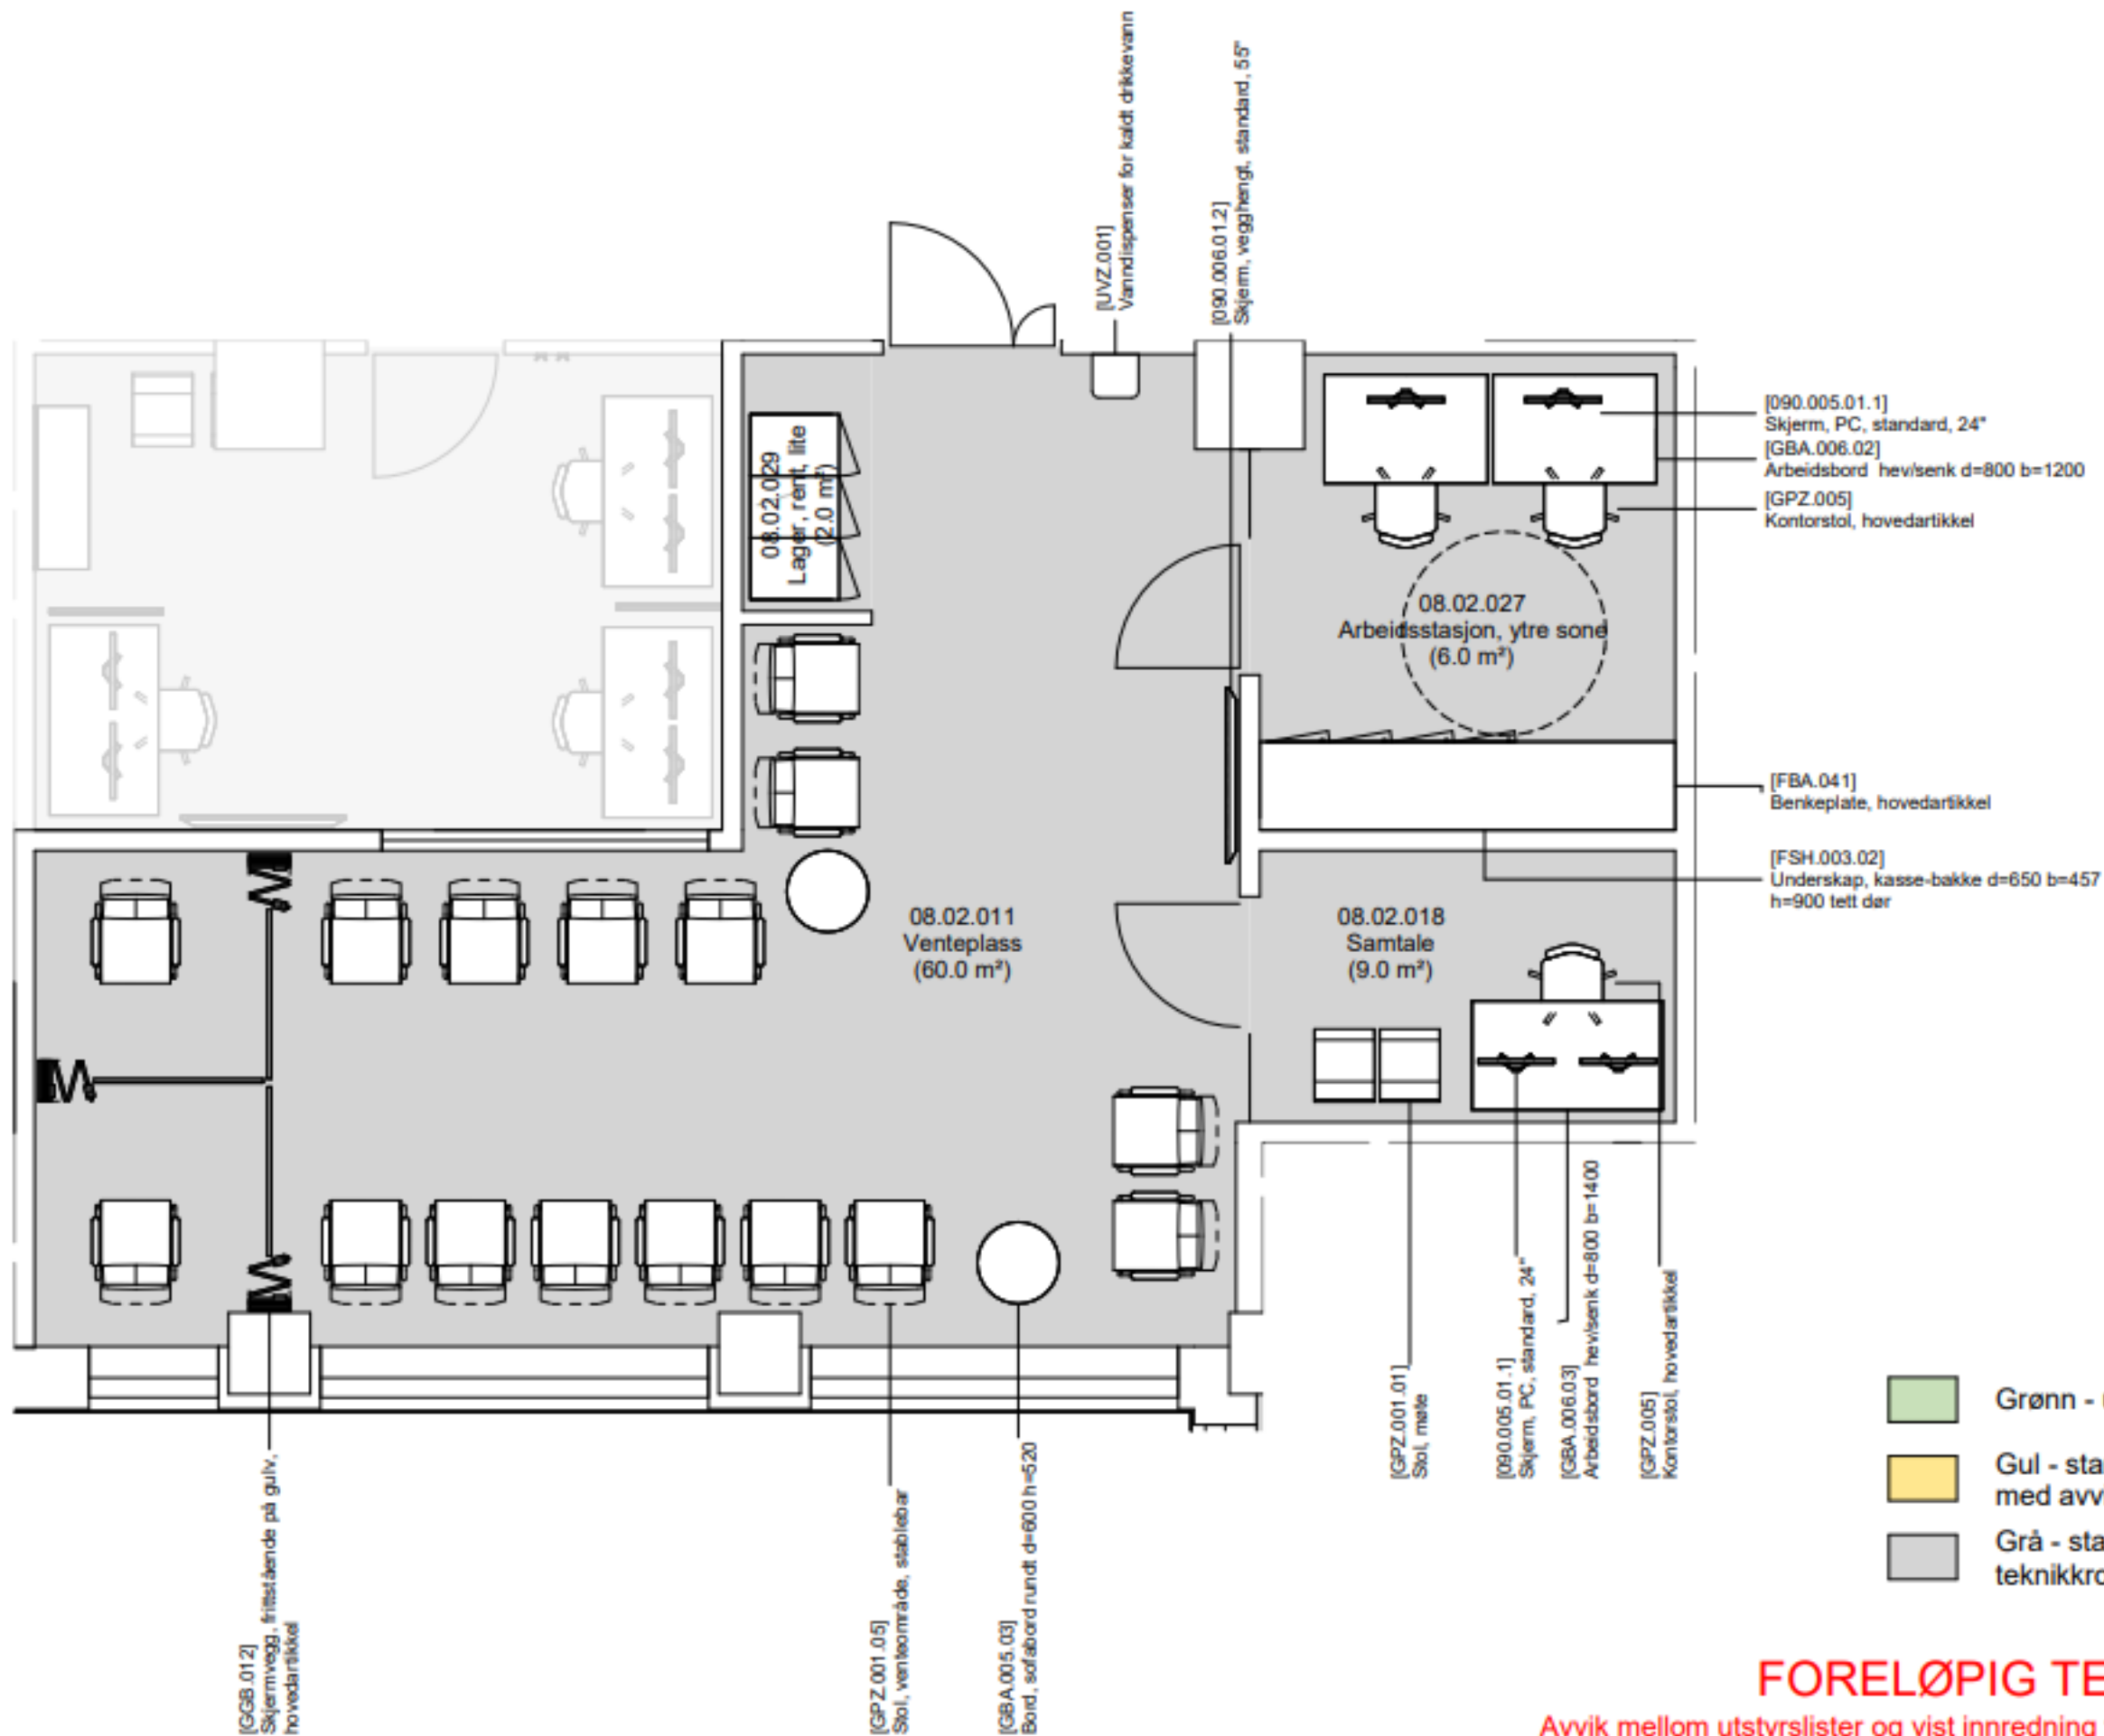 [UVZ.001]
Vanndispenser for kaldt drikkevann
[090.006.01.2]
Skjerm, vegghengt, standard, 55"
[090.005.01.1]
Skjerm, PC, standard, 24"
[GBA.006.02]
Arbeidsbord hev/senk d=800 b=1200
[GPZ.005]
Kontorstol, hovedartikkel
08.02.029
Lager, rent, lite
(2.0 m²)
08.02.027
Arbeidsstasjon, ytre sone
(6.0 m²)
[FBA.041]
Benkeplate, hovedartikkel
[FSH.003.02]
Underskap, kasse-bakke d=650 b=457
h=900 tett dør
08.02.011
Venteplass
(60.0 m²)
08.02.018
Samtale
(9.0 m²)
[GGB.012]
Skjermvegg, frittstående på gulv,
hovedartikkel
[GPZ.001.05]
Stol, venteområde, stablebar
[GBA.005.03]
Bord, sofabord rundt d=600 h=520
[GPZ.001.01]
Stol, møte
[090.005.01.1]
Skjerm, PC, standard, 24"
[GBA.006.03]
Arbeidsbord hev/senk d=800 b=1400
[GPZ.005]
Kontorstol, hovedartikkel
Grønn -
Gul - sta
med avv
Grå - sta
teknikkro
FORELØPIG TE
Avvik mellom utstyrslister og vist innredning